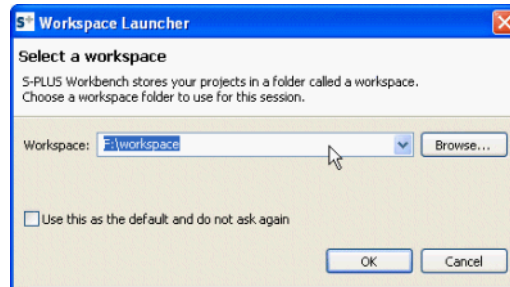 S+ Workspace Launcher
Select a workspace
S-PLUS Workbench stores your projects in a folder called a workspace.
Choose a workspace folder to use for this session.
Workspace: F:\workspace Browse...
Use this as the default and do not ask again
OK Cancel